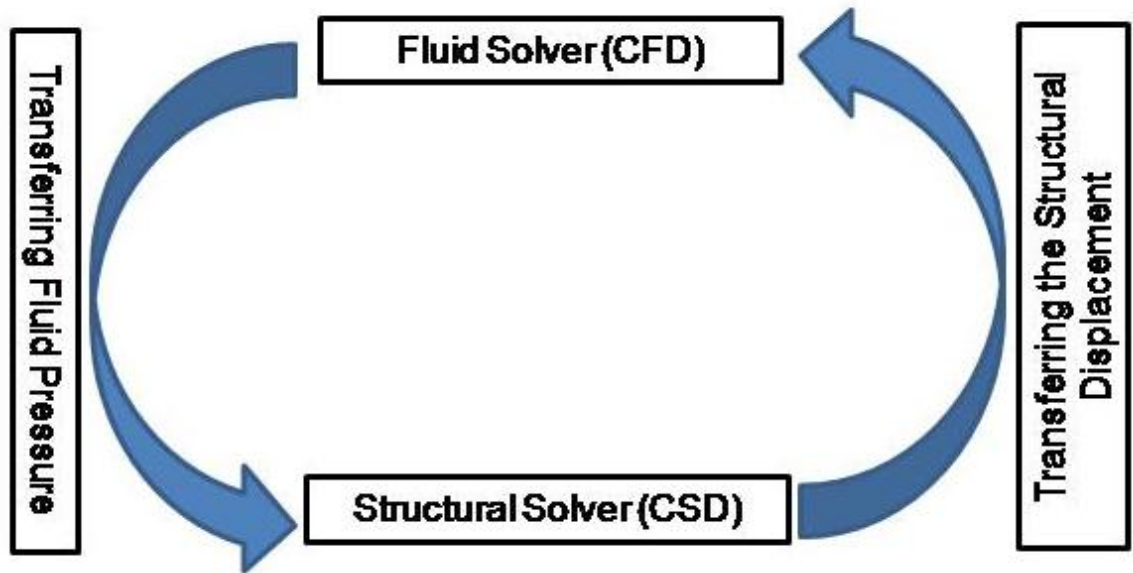 Fluid Solver (CFD)
Transferring Fluid Pressure
Transferring the Structural
Displacement
Structural Solver (CSD)